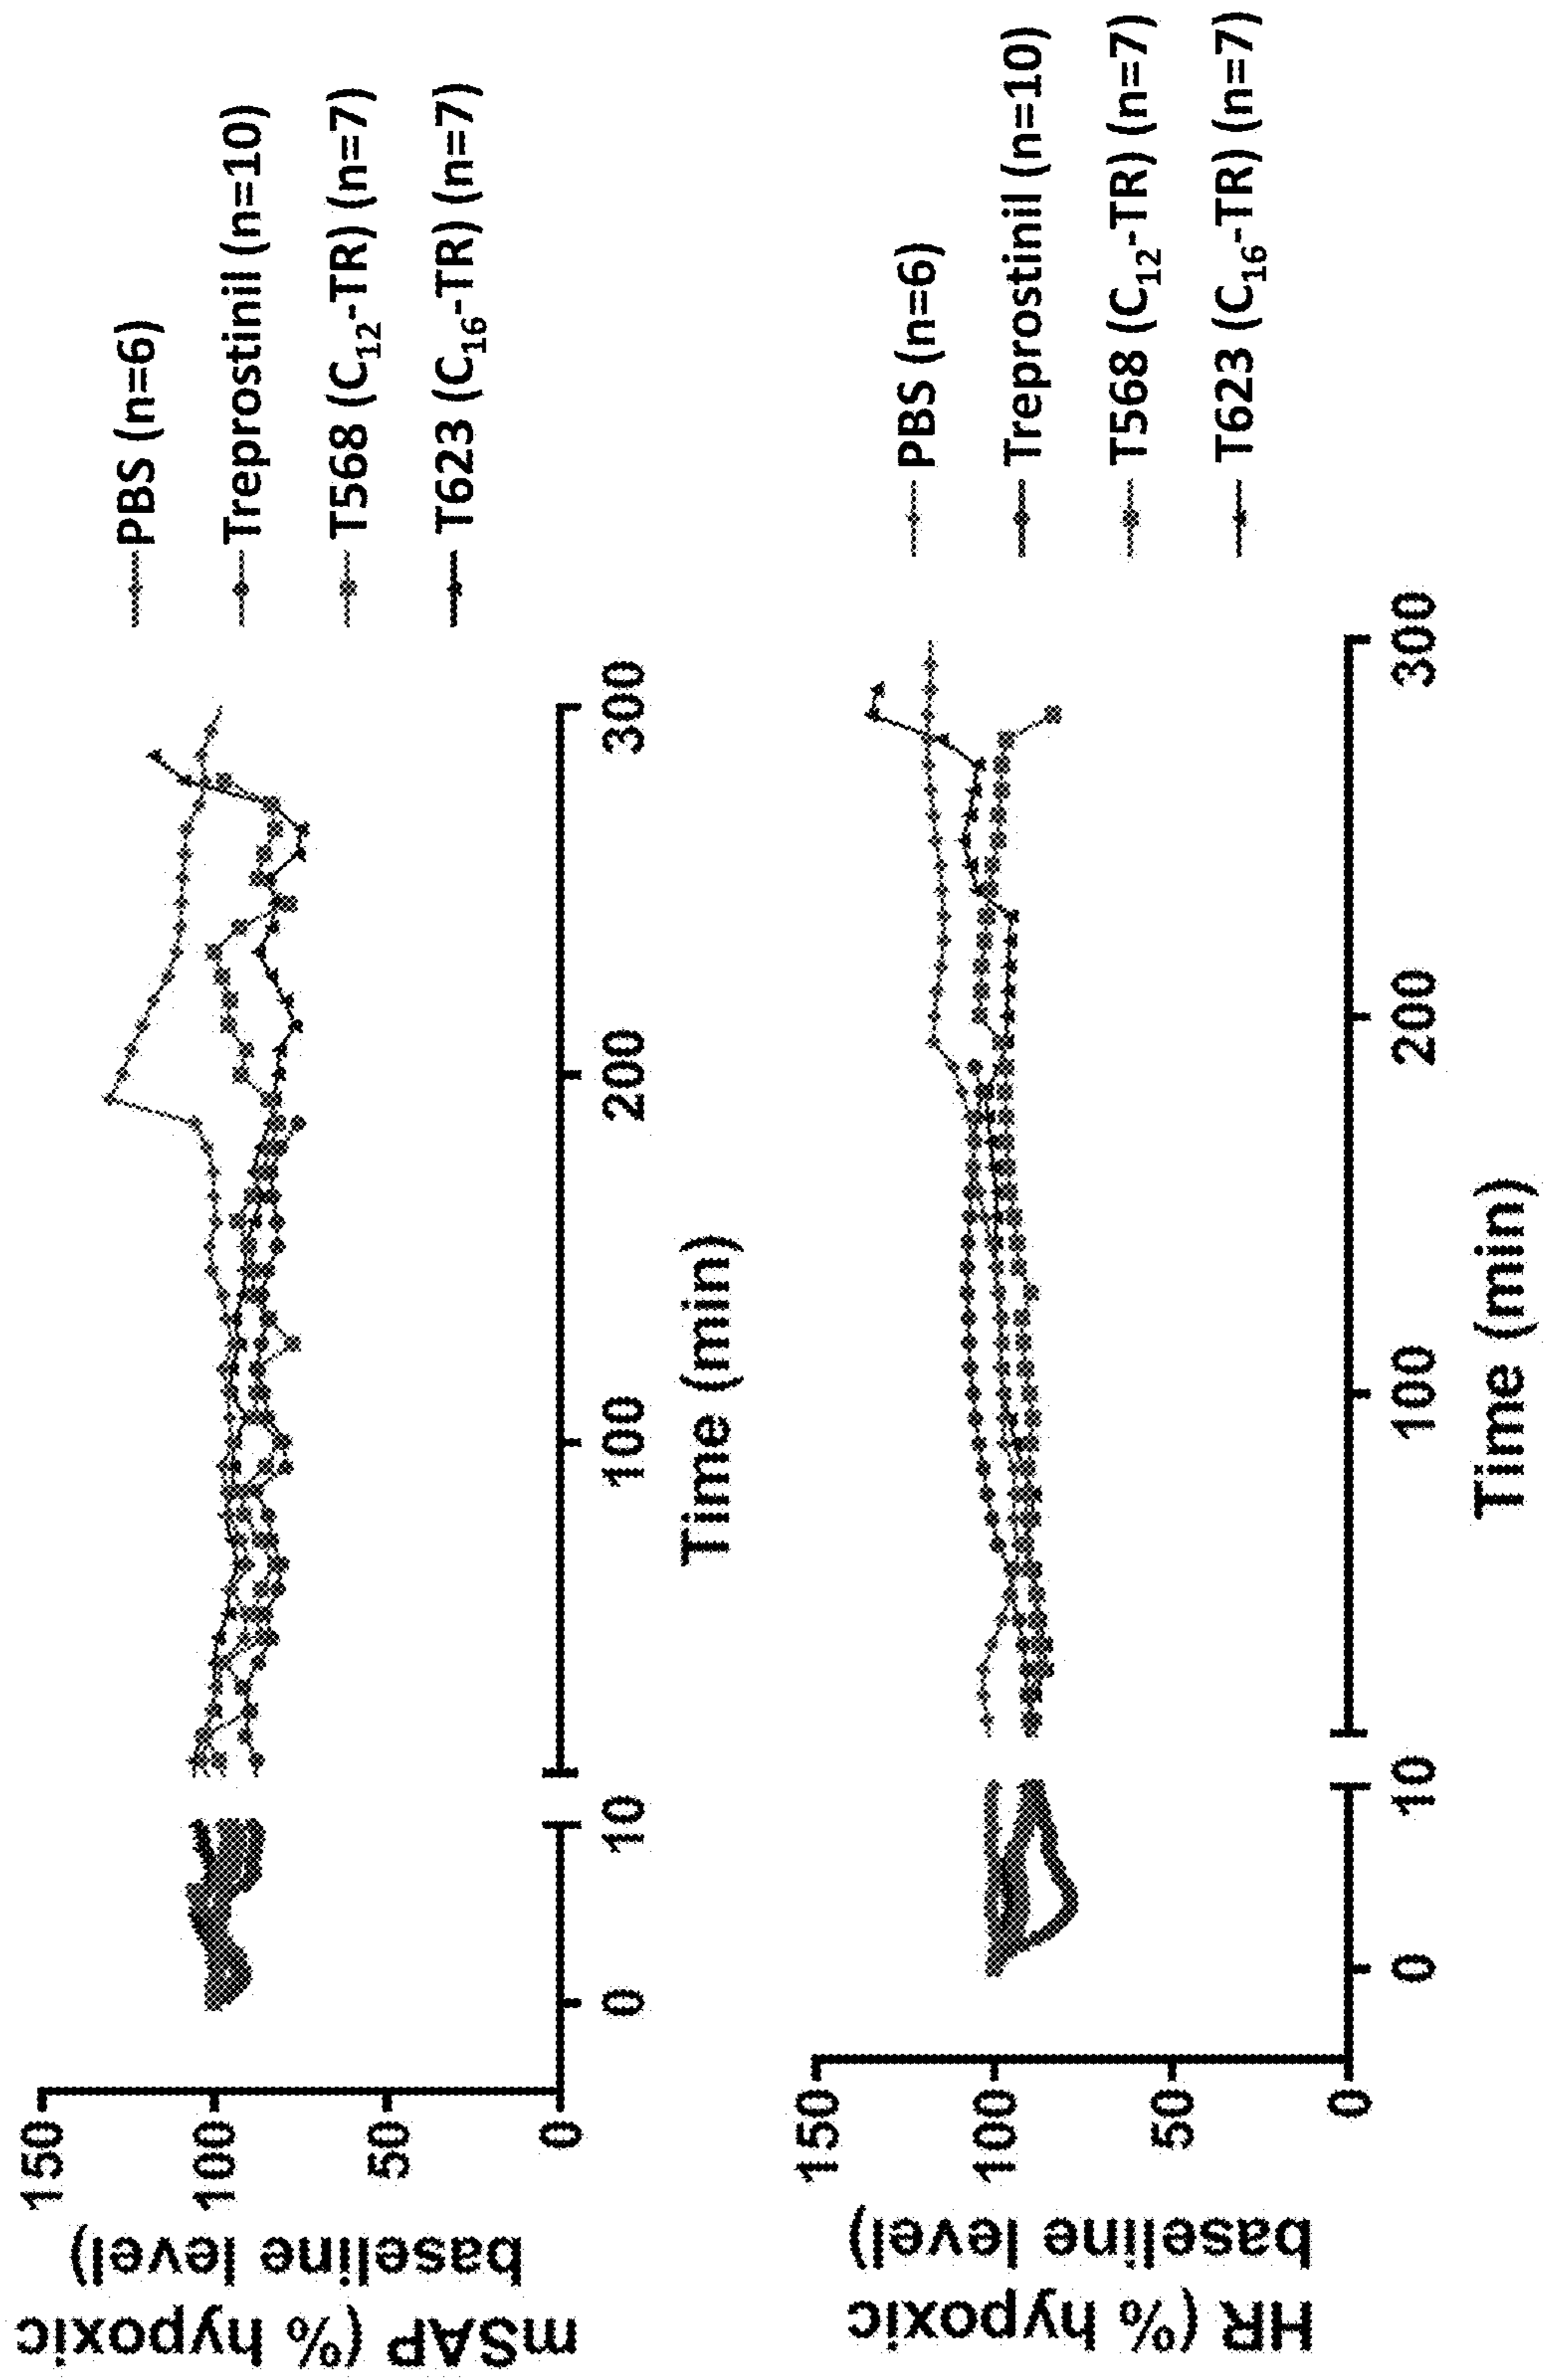 mSAP (% hypoxic
baseline level)
150
100
50
0
0
10
100
200
300
Time (min)
PBS (n=6)
Treprostinil (n=10)
T568 (C₁₂-TR) (n=7)
T623 (C₁₆-TR) (n=7)
HR (% hypoxic
baseline level)
150
100
50
0
0
10
100
200
300
Time (min)
PBS (n=6)
Treprostinil (n=10)
T568 (C₁₂-TR) (n=7)
T623 (C₁₆-TR) (n=7)